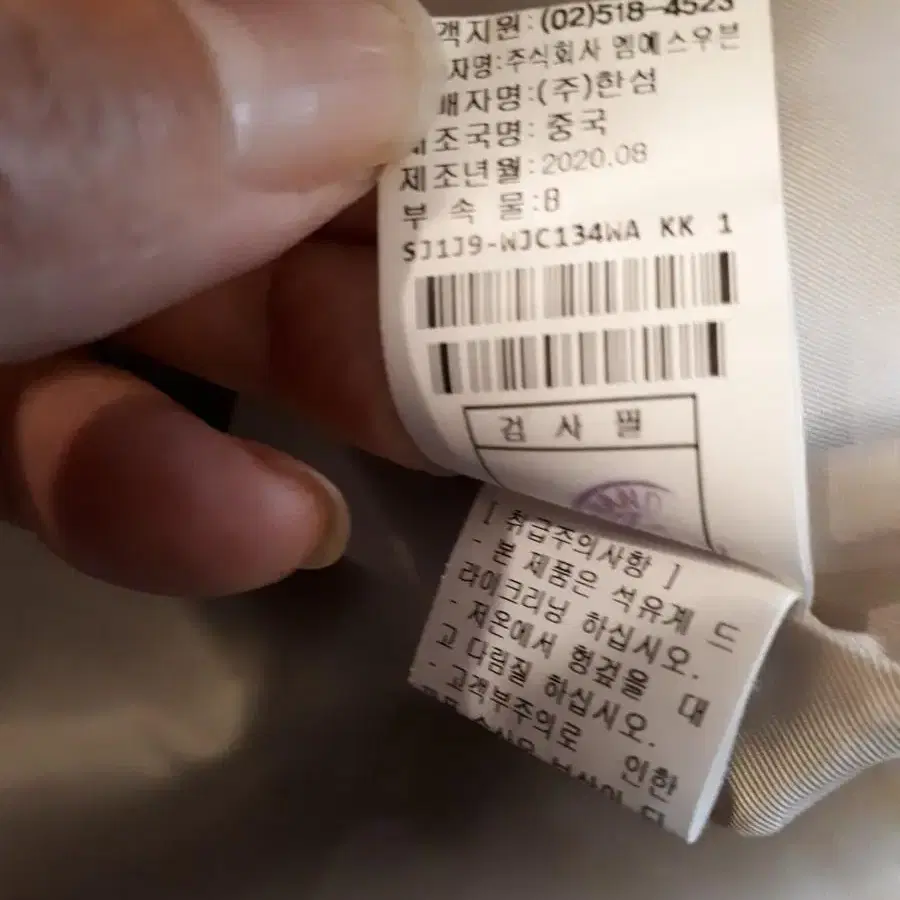 객지원:(02)518-4523
자명:주식회사 엠에스우븐
매자명:(주)한섬
조국명: 중국
제조년월:2020.08
부 속 물:B
SJ1J9-WJC134WA KK 1
검 사 필
[ 취급주의사항 ]
- 본 제품은 석유계 드
라이크리닝 하십시오.
- 저온에서 헝겊을 대
고 다림질 하십시오.
- 고객부주의로 인한